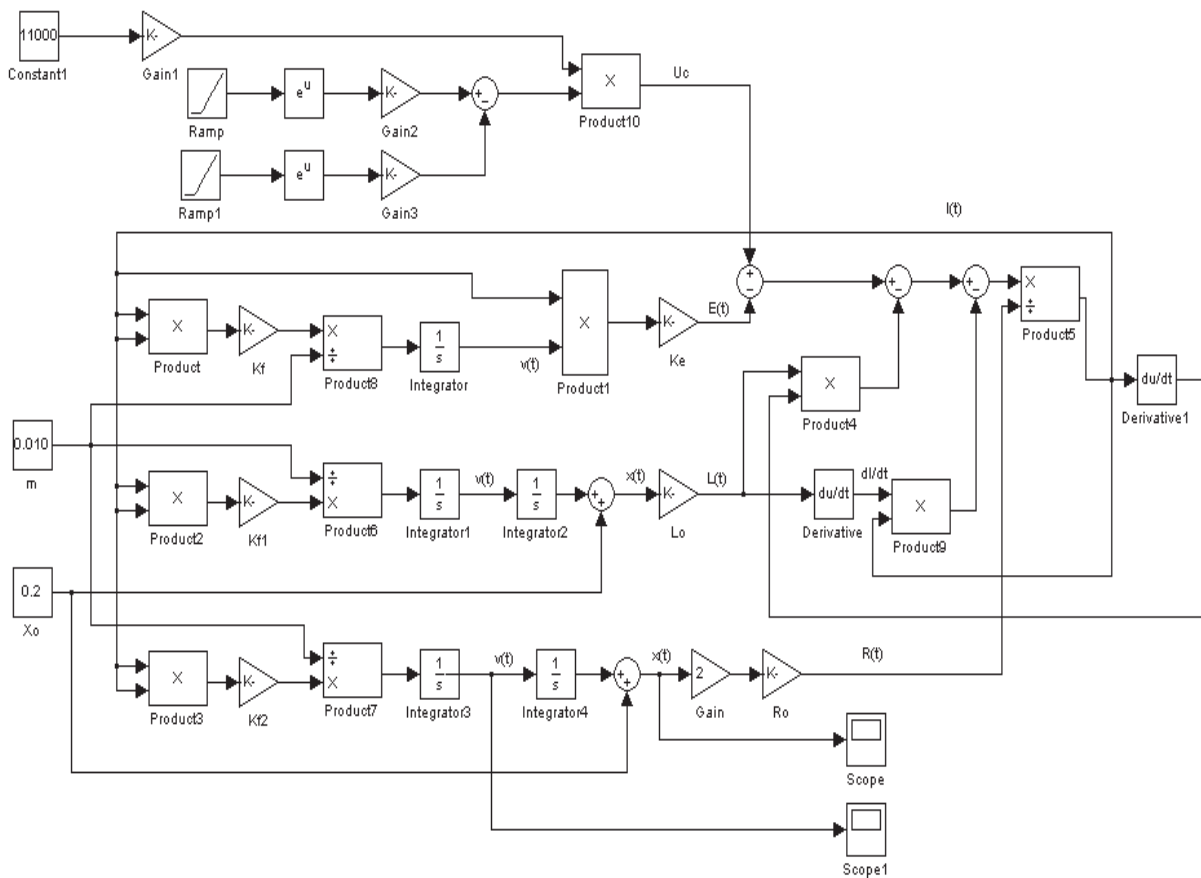 11000
Constant1
K-
Gain1
Ramp
e^u
K-
Gain2
+
−
×
Product10
Uc
Ramp1
e^u
K-
Gain3
I(t)
×
Product
K-
Kf
×
÷
Product8
1
s
Integrator
v(t)
×
Product1
K-
Ke
E(t)
+
−
+
−
+
−
×
÷
Product5
du/dt
Derivative1
×
Product4
0.010
m
×
Product2
K-
Kf1
÷
×
Product6
1
s
Integrator1
v(t)
1
s
Integrator2
+
+
x(t)
K-
Lo
L(t)
du/dt
Derivative
dl/dt
×
Product9
0.2
Xo
×
Product3
K-
Kf2
÷
×
Product7
1
s
Integrator3
v(t)
1
s
Integrator4
+
+
x(t)
2
Gain
K-
Ro
R(t)
Scope
Scope1